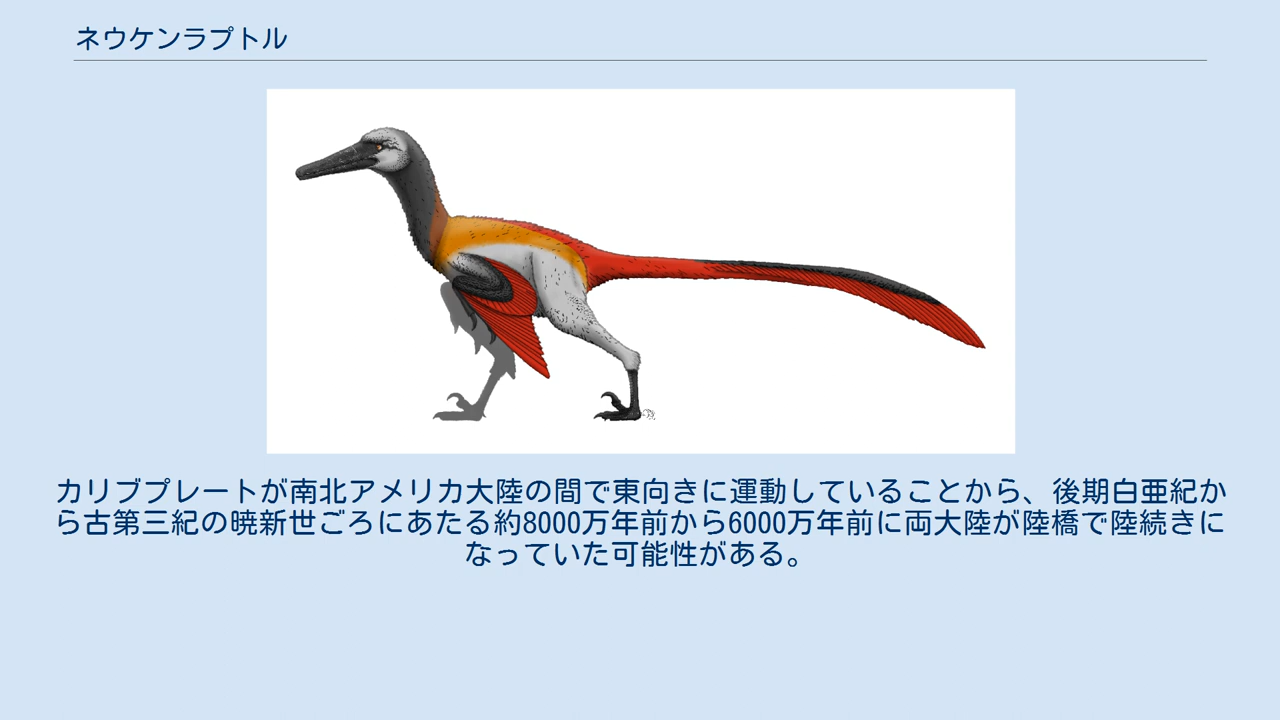 ネウケンラプトル
カリブプレートが南北アメリカ大陸の間で東向きに運動していることから、後期白亜紀か
ら古第三紀の暁新世ごろにあたる約8000万年前から6000万年前に両大陸が陸橋で陸続きに
なっていた可能性がある。